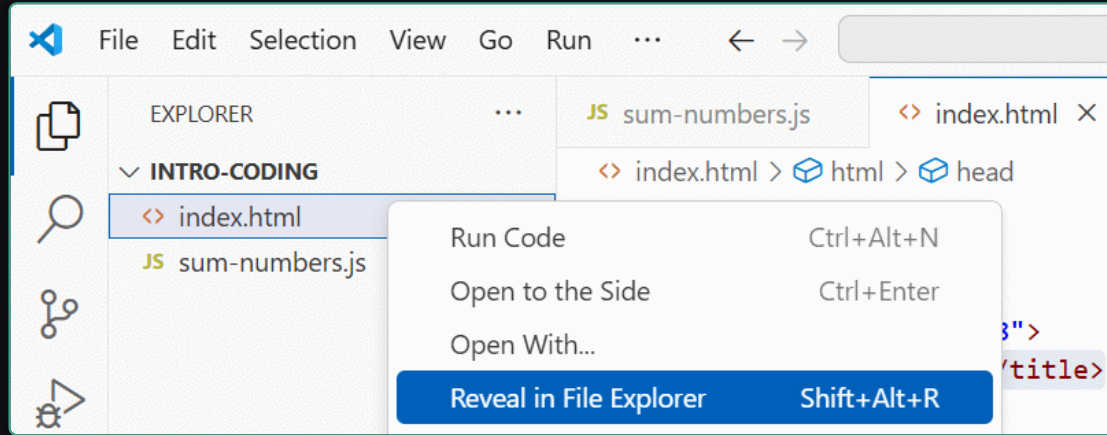 File Edit Selection View Go Run ...
EXPLORER ...
JS sum-numbers.js <> index.html ×
INTRO-CODING
<> index.html > html > head
<> index.html
JS sum-numbers.js
Run Code Ctrl+Alt+N
Open to the Side Ctrl+Enter
Open With...
Reveal in File Explorer Shift+Alt+R
">
/title>